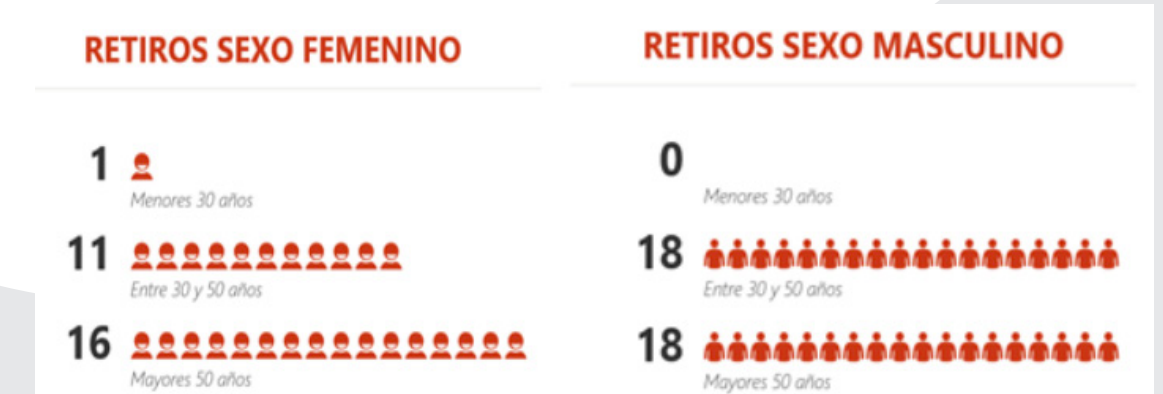 RETIROS SEXO FEMENINO
1
Menores 30 años
11
Entre 30 y 50 años
16
Mayores 50 años
RETIROS SEXO MASCULINO
0
Menores 30 años
18
Entre 30 y 50 años
18
Mayores 50 años